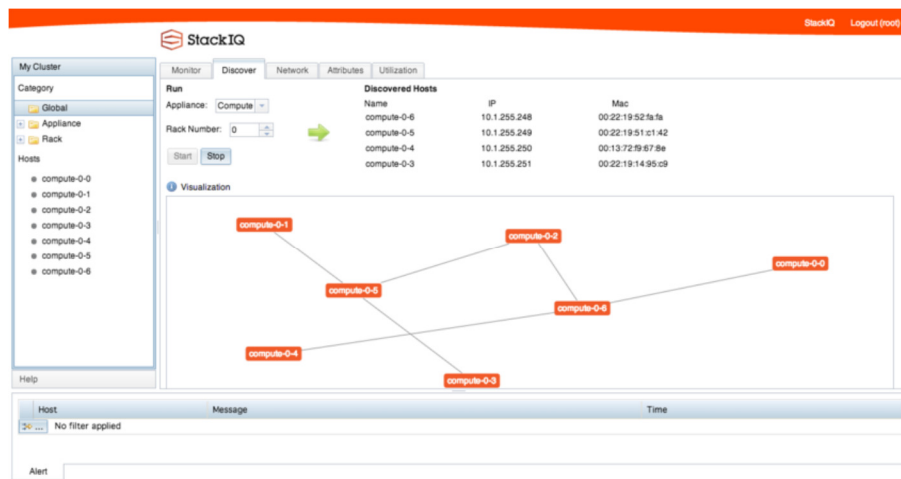 StackIQ Logout (root)
StackIQ
My Cluster
Category
Global
Appliance
Rack
Hosts
compute-0-0
compute-0-1
compute-0-2
compute-0-3
compute-0-4
compute-0-5
compute-0-6
Help
Monitor Discover Network Attributes Utilization
Run
Appliance: Compute
Rack Number: 0
Start Stop
Discovered Hosts
Name IP Mac
compute-0-6 10.1.255.248 00:22:19:52:fa:fa
compute-0-5 10.1.255.249 00:22:19:51:c1:42
compute-0-4 10.1.255.250 00:13:72:f9:67:8e
compute-0-3 10.1.255.251 00:22:19:14:95:c9
Visualization
compute-0-1
compute-0-2
compute-0-0
compute-0-5
compute-0-6
compute-0-4
compute-0-3
Host Message Time
... No filter applied
Alert